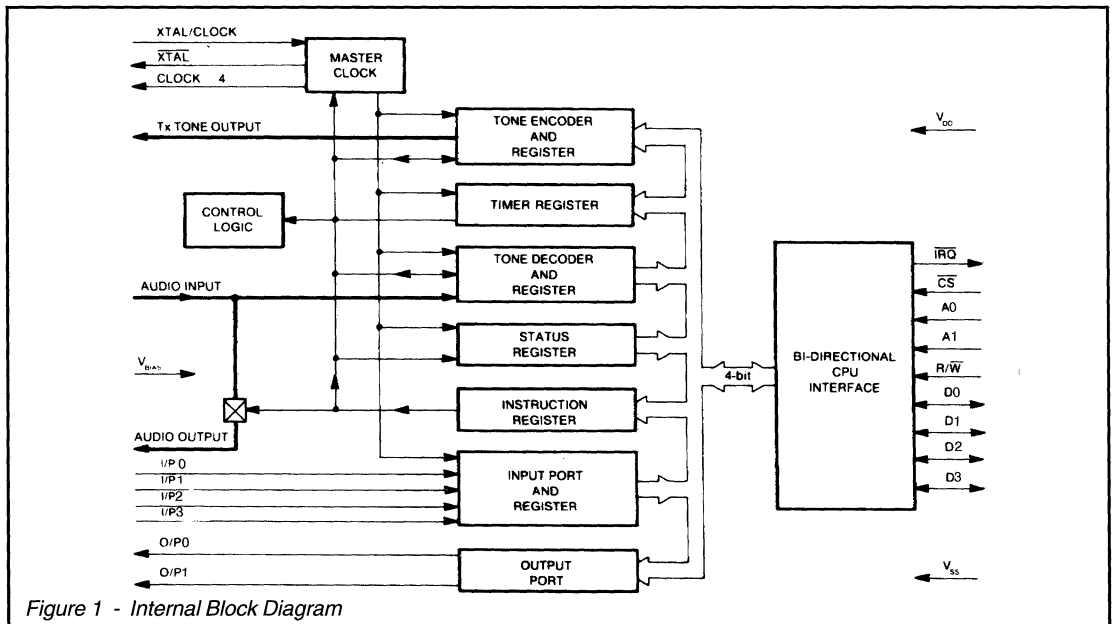 XTAL/CLOCK
XTAL
CLOCK 4
MASTER
CLOCK
Tx TONE OUTPUT
TONE ENCODER
AND
REGISTER
V_DD
TIMER REGISTER
CONTROL
LOGIC
TONE DECODER
AND
REGISTER
AUDIO INPUT
STATUS
REGISTER
V_BIAS
INSTRUCTION
REGISTER
AUDIO OUTPUT
I/P0
I/P1
I/P2
I/P3
INPUT PORT
AND
REGISTER
O/P0
O/P1
OUTPUT
PORT
4-bit
BI-DIRECTIONAL
CPU
INTERFACE
IRQ
CS
A0
A1
R/W
D0
D1
D2
D3
V_SS
Figure 1 - Internal Block Diagram